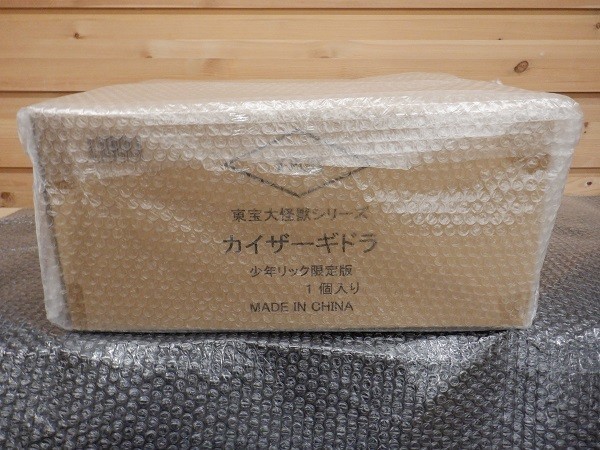 東宝大怪獣シリーズ
カイザーギドラ
少年リック限定版
1個入り
MADE IN CHINA